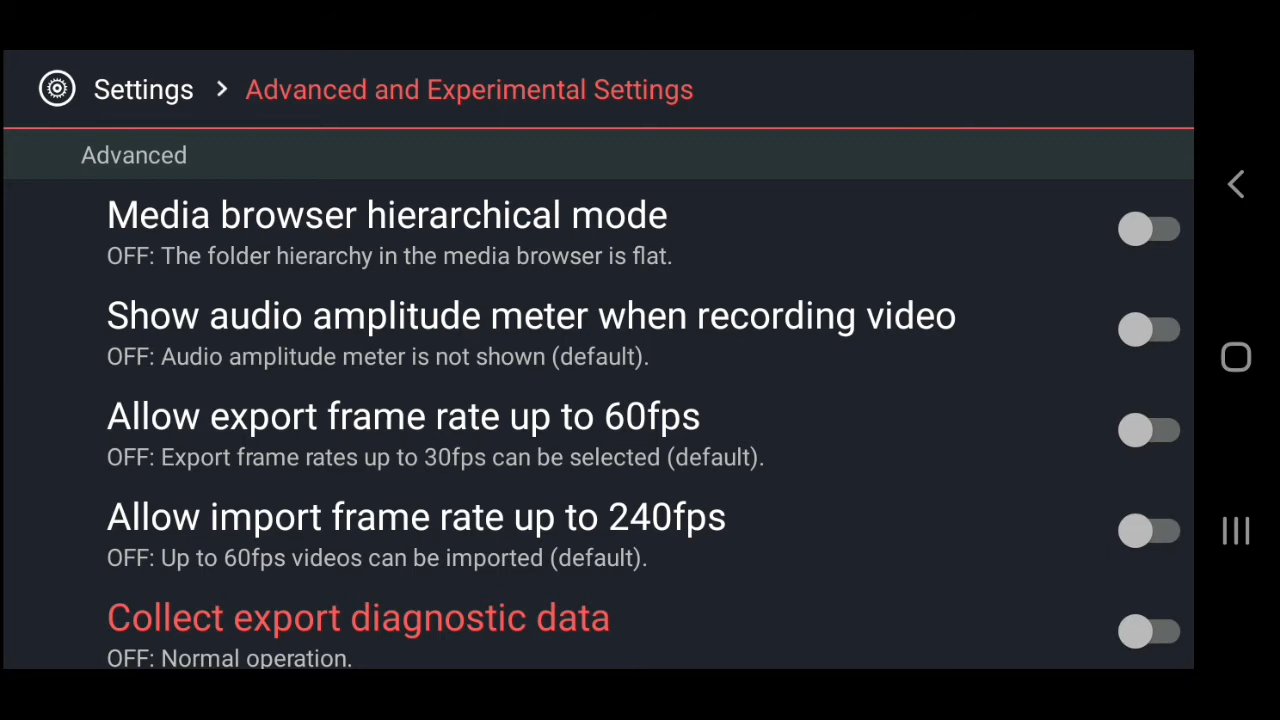 Settings > Advanced and Experimental Settings
Advanced
Media browser hierarchical mode
OFF: The folder hierarchy in the media browser is flat.
Show audio amplitude meter when recording video
OFF: Audio amplitude meter is not shown (default).
Allow export frame rate up to 60fps
OFF: Export frame rates up to 30fps can be selected (default).
Allow import frame rate up to 240fps
OFF: Up to 60fps videos can be imported (default).
Collect export diagnostic data
OFF: Normal operation.